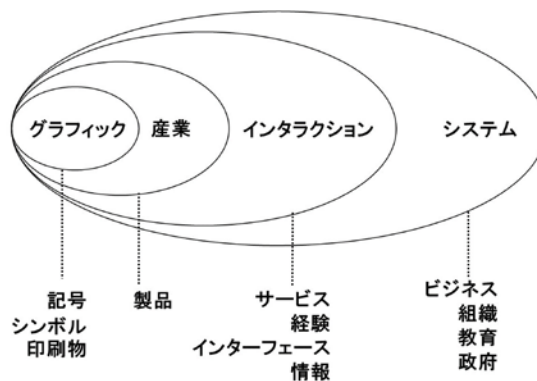 グラフィック
産業
インタラクション
システム
記号
シンボル
印刷物
製品
サービス
経験
インターフェース
情報
ビジネス
組織
教育
政府